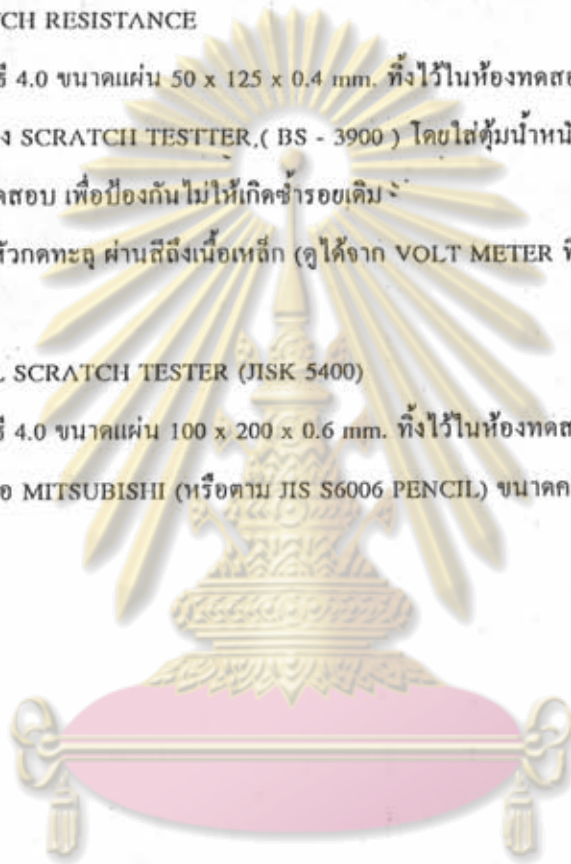 TCH RESISTANCE
ธี 4.0 ขนาดแผ่น 50 x 125 x 0.4 mm. ทิ้งไว้ในห้องทดสอ
ง SCRATCH TESTTER,( BS - 3900 ) โดยใส่ตุ้มน้ำหนั
ดสอบ เพื่อป้องกันไม่ให้เกิดซ้ำรอยเดิม
หัวกดทะลุ ผ่านสีถึงเนื้อเหล็ก (ดูได้จาก VOLT METER ที
L SCRATCH TESTER (JISK 5400)
ธี 4.0 ขนาดแผ่น 100 x 200 x 0.6 mm. ทิ้งไว้ในห้องทดส
อ MITSUBISHI (หรือตาม JIS S6006 PENCIL) ขนาดค